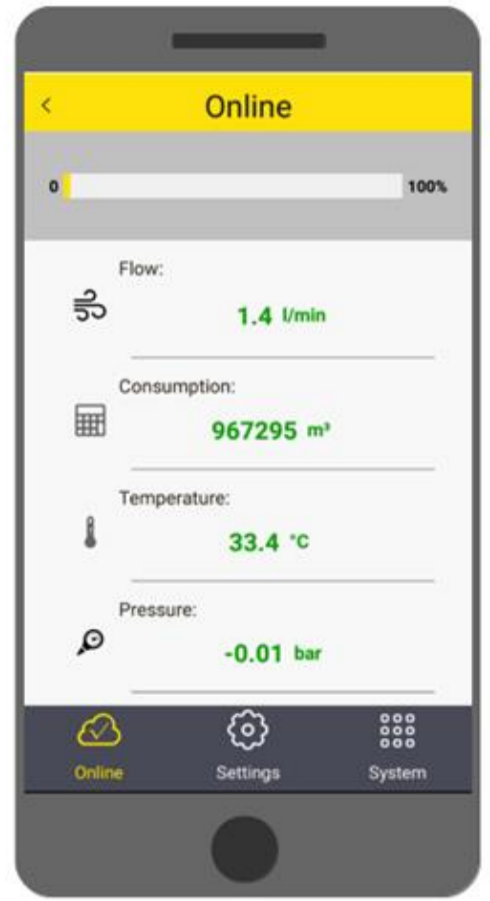 Online
0 100%
Flow:
1.4 l/min
Consumption:
967295 m³
Temperature:
33.4 °C
Pressure:
-0.01 bar
Online Settings System